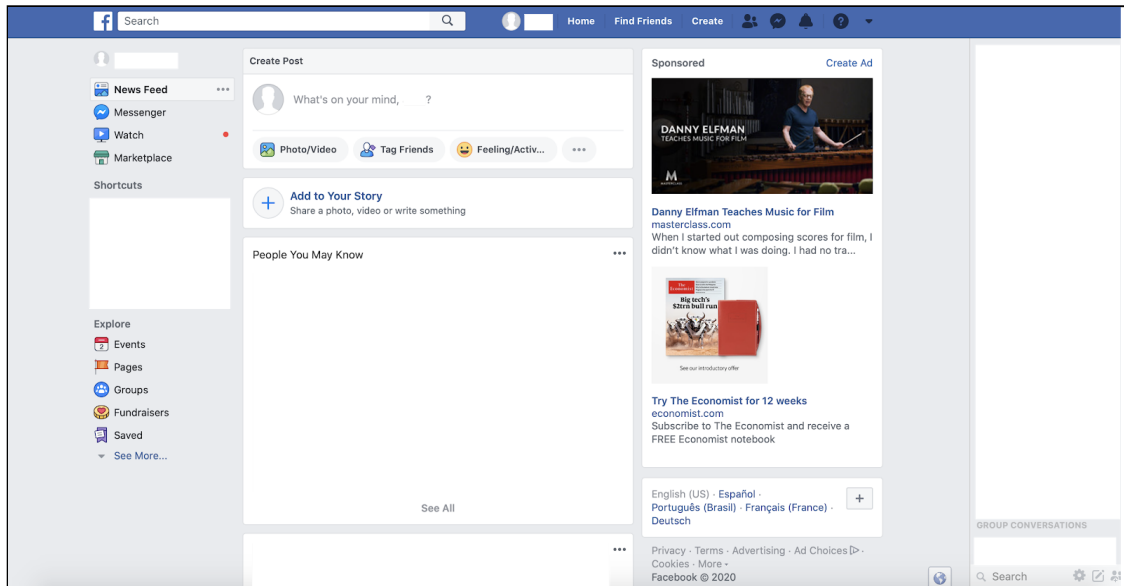 f
Search
Home
Find Friends
Create
?
News Feed
Messenger
Watch
Marketplace
Shortcuts
Explore
2
Events
Pages
Groups
Fundraisers
Saved
See More...
Create Post
What's on your mind, ?
Photo/Video
Tag Friends
Feeling/Activ...
Add to Your Story
Share a photo, video or write something
People You May Know
See All
Sponsored
Create Ad
DANNY ELFMAN
TEACHES MUSIC FOR FILM
M
MASTERCLASS
Danny Elfman Teaches Music for Film
masterclass.com
When I started out composing scores for film, I
didn't know what I was doing. I had no tra...
The
Economist
Big tech's
$2trn bull run
See our introductory offer
Try The Economist for 12 weeks
economist.com
Subscribe to The Economist and receive a
FREE Economist notebook
English (US) · Español ·
Português (Brasil) · Français (France) ·
Deutsch
Privacy · Terms · Advertising · Ad Choices ·
Cookies · More
Facebook © 2020
GROUP CONVERSATIONS
Search